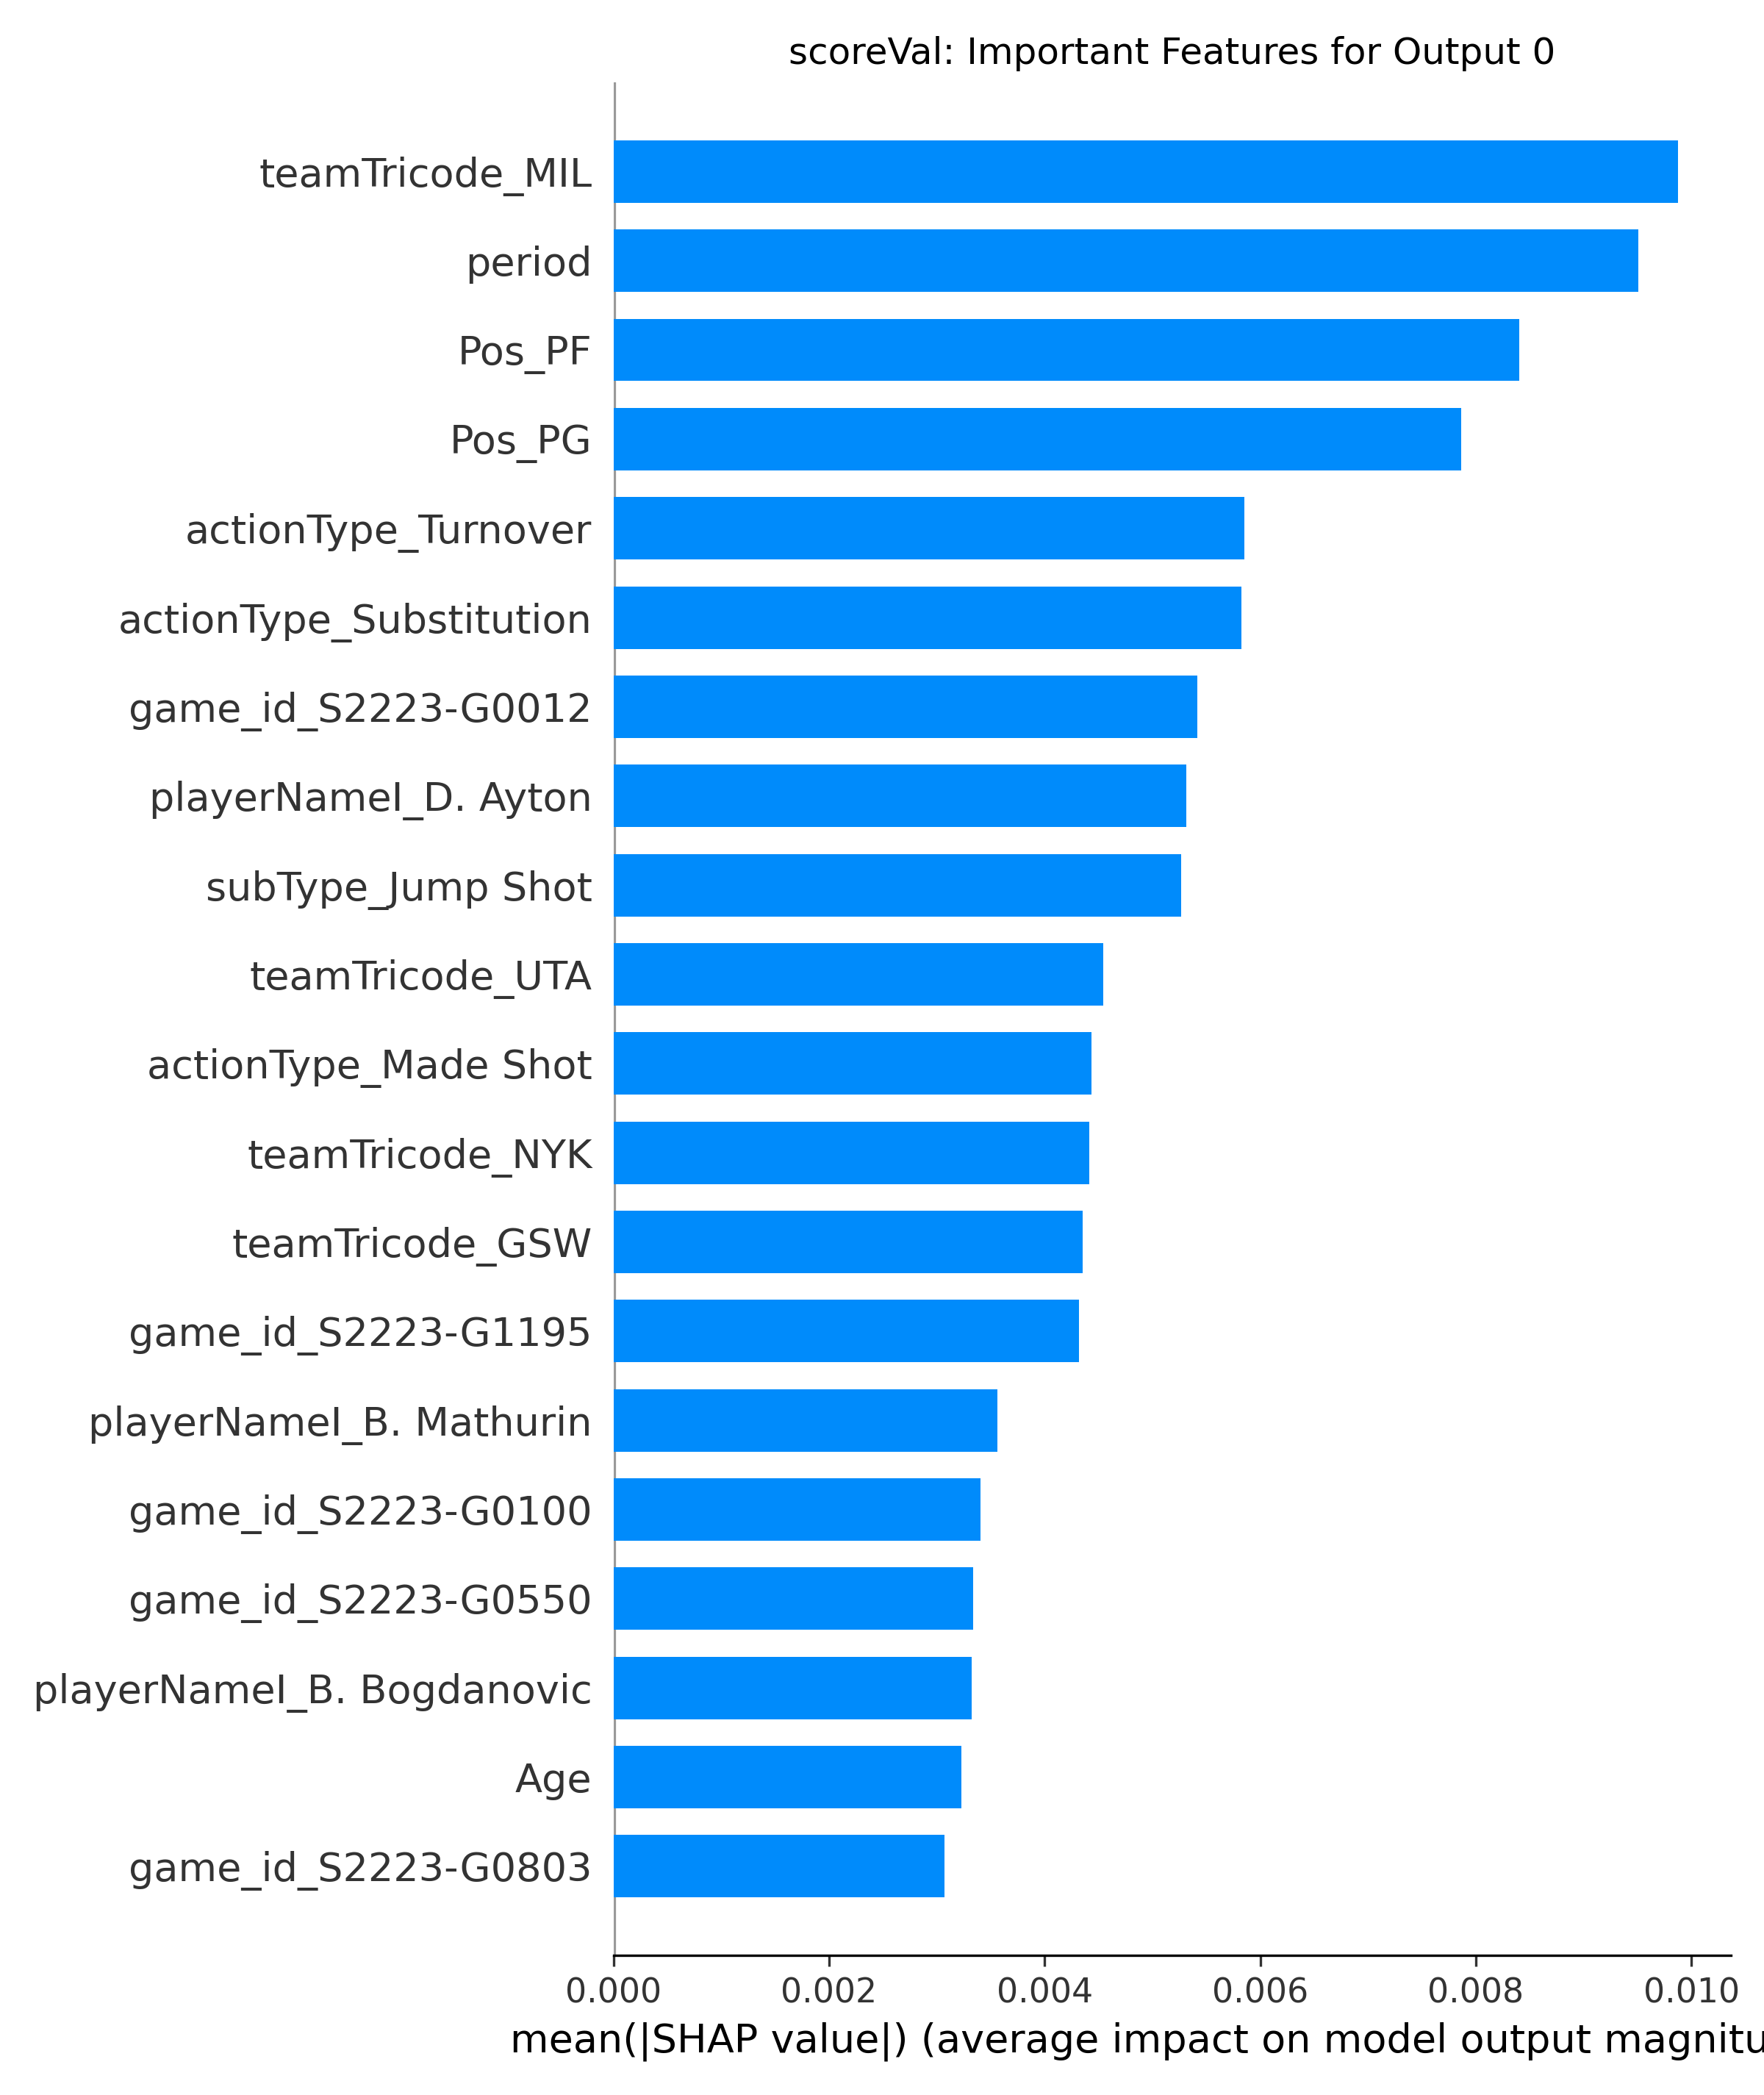 scoreVal: Important Features for Output 0
teamTricode_MIL
period
Pos_PF
Pos_PG
actionType_Turnover
actionType_Substitution
game_id_S2223-G0012
playerNameI_D. Ayton
subType_Jump Shot
teamTricode_UTA
actionType_Made Shot
teamTricode_NYK
teamTricode_GSW
game_id_S2223-G1195
playerNameI_B. Mathurin
game_id_S2223-G0100
game_id_S2223-G0550
playerNameI_B. Bogdanovic
Age
game_id_S2223-G0803
0.000 0.002 0.004 0.006 0.008 0.010
mean(|SHAP value|) (average impact on model output magnitu